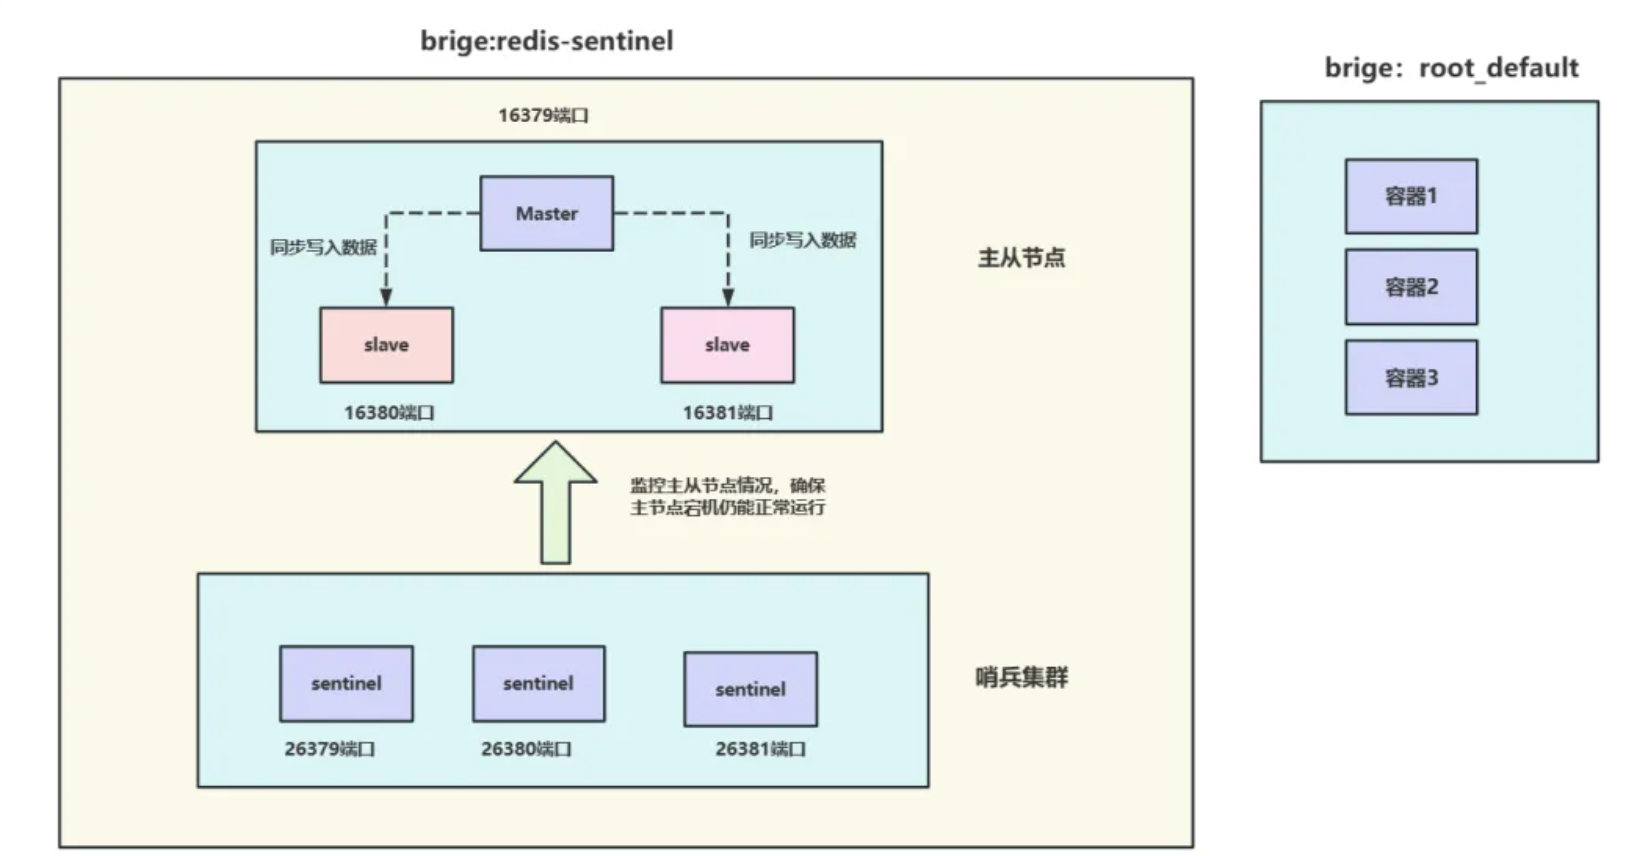 brige:redis-sentinel
brige：root_default
16379端口
Master
同步写入数据
同步写入数据
主从节点
slave
slave
16380端口
16381端口
监控主从节点情况，确保
主节点宕机仍能正常运行
sentinel
sentinel
sentinel
哨兵集群
26379端口
26380端口
26381端口
容器1
容器2
容器3